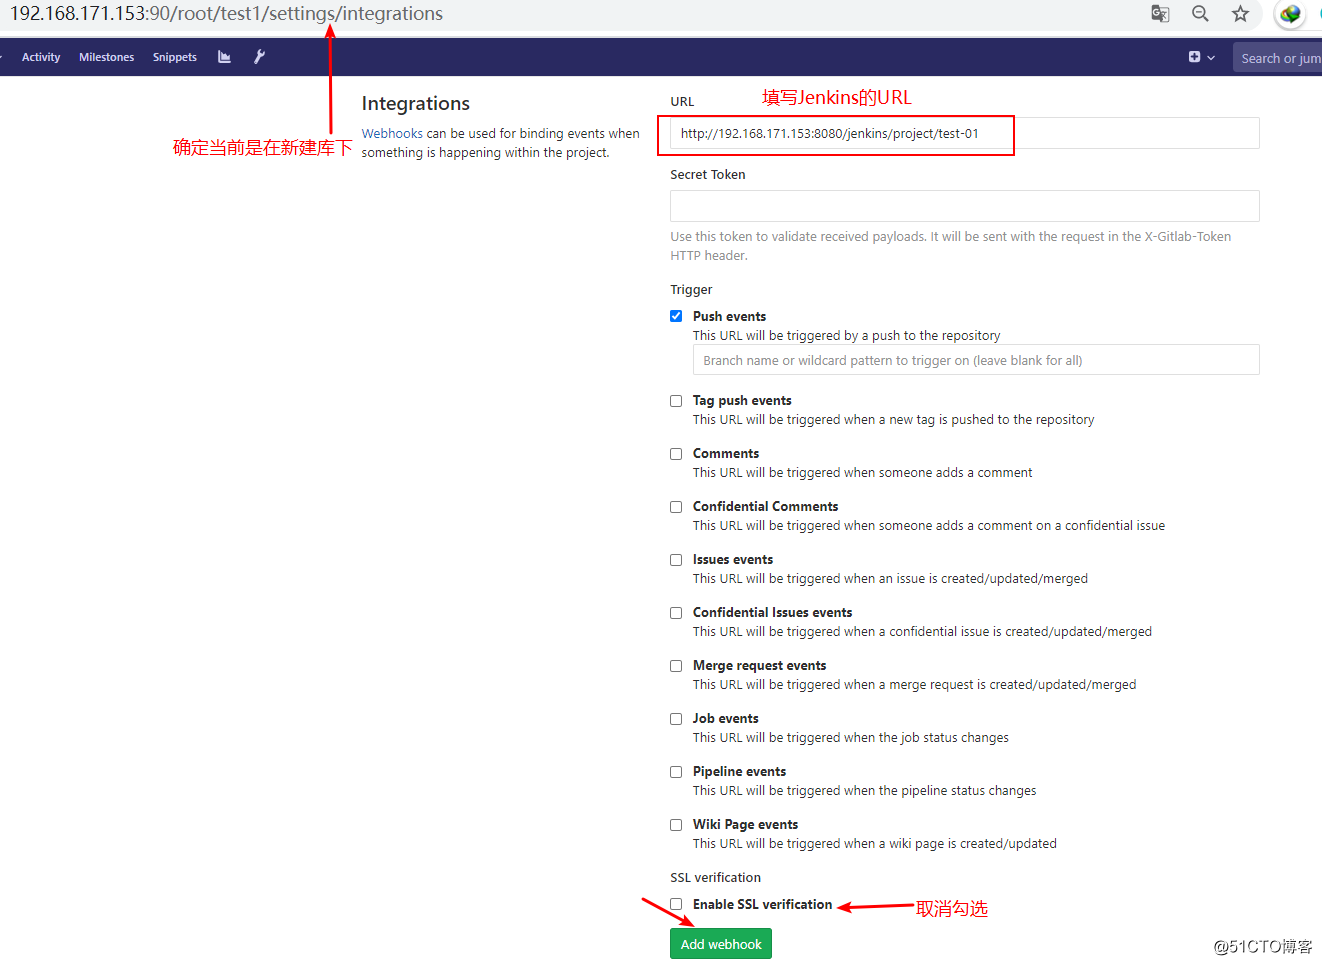 192.168.171.153:90/root/test1/settings/integrations
Activity Milestones Snippets
Search or jum
Integrations
Webhooks can be used for binding events when
something is happening within the project.
确定当前是在新建库下
URL
填写Jenkins的URL
http://192.168.171.153:8080/jenkins/project/test-01
Secret Token
Use this token to validate received payloads. It will be sent with the request in the X-Gitlab-Token
HTTP header.
Trigger
Push events
This URL will be triggered by a push to the repository
Branch name or wildcard pattern to trigger on (leave blank for all)
Tag push events
This URL will be triggered when a new tag is pushed to the repository
Comments
This URL will be triggered when someone adds a comment
Confidential Comments
This URL will be triggered when someone adds a comment on a confidential issue
Issues events
This URL will be triggered when an issue is created/updated/merged
Confidential Issues events
This URL will be triggered when a confidential issue is created/updated/merged
Merge request events
This URL will be triggered when a merge request is created/updated/merged
Job events
This URL will be triggered when the job status changes
Pipeline events
This URL will be triggered when the pipeline status changes
Wiki Page events
This URL will be triggered when a wiki page is created/updated
SSL verification
Enable SSL verification
取消勾选
Add webhook
@51CTO博客